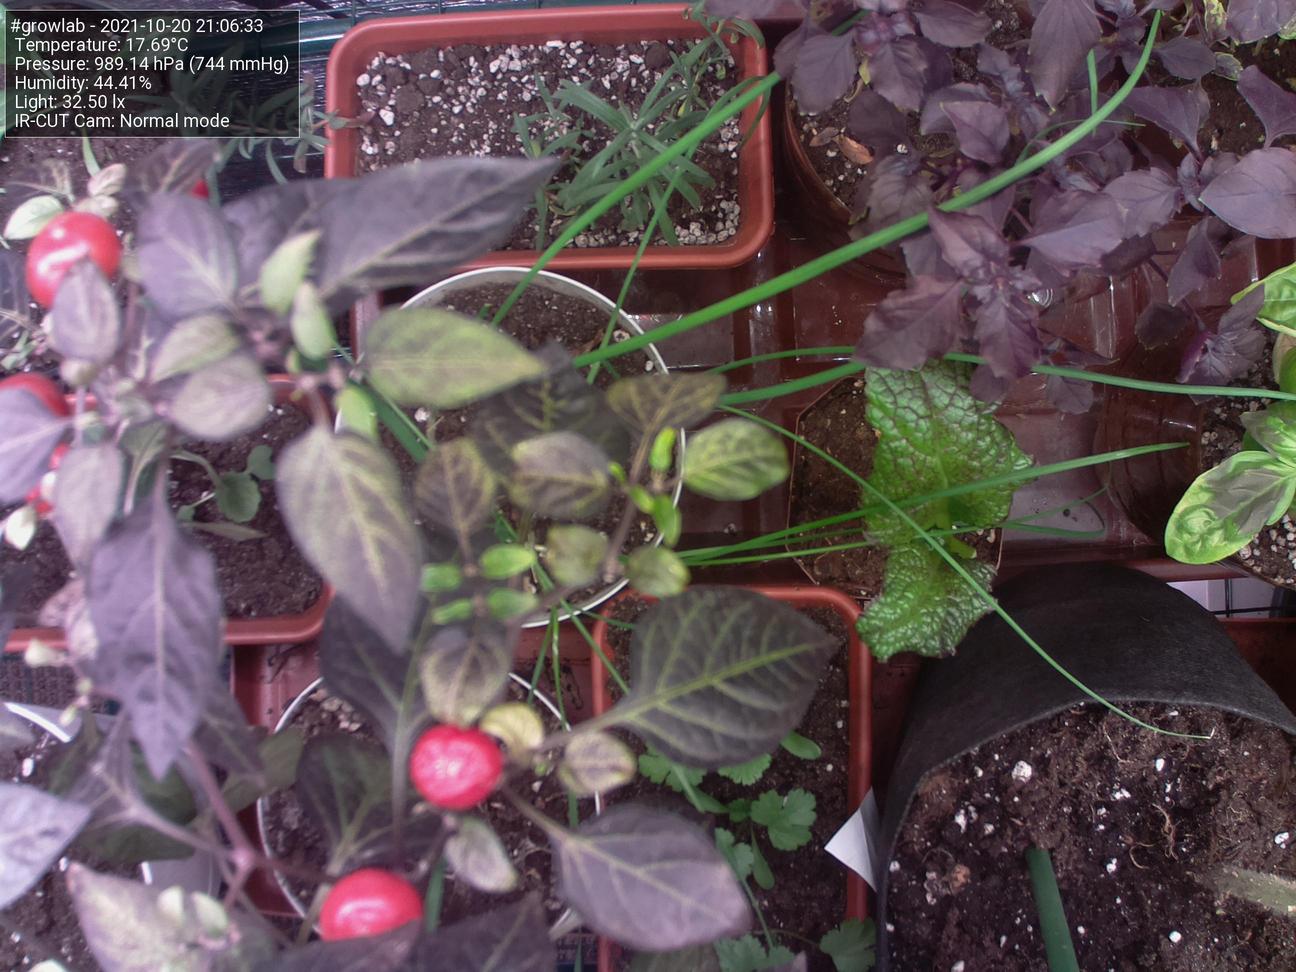 #growlab - 2021-10-20 21:06:33
Temperature: 17.69°C
Pressure: 989.14 hPa (744 mmHg)
Humidity: 44.41%
Light: 32.50 lx
IR-CUT Cam: Normal mode